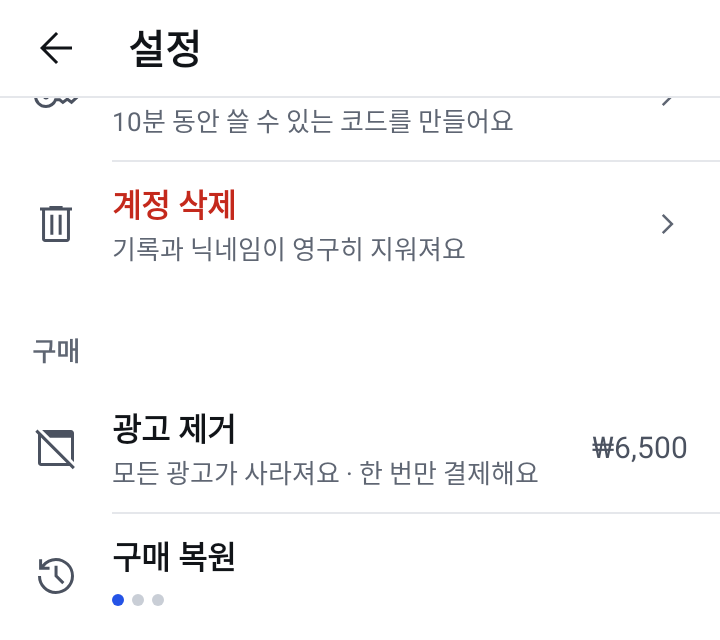 설정
10분 동안 쓸 수 있는 코드를 만들어요
계정 삭제
기록과 닉네임이 영구히 지워져요
구매
광고 제거
₩6,500
모든 광고가 사라져요 · 한 번만 결제해요
구매 복원